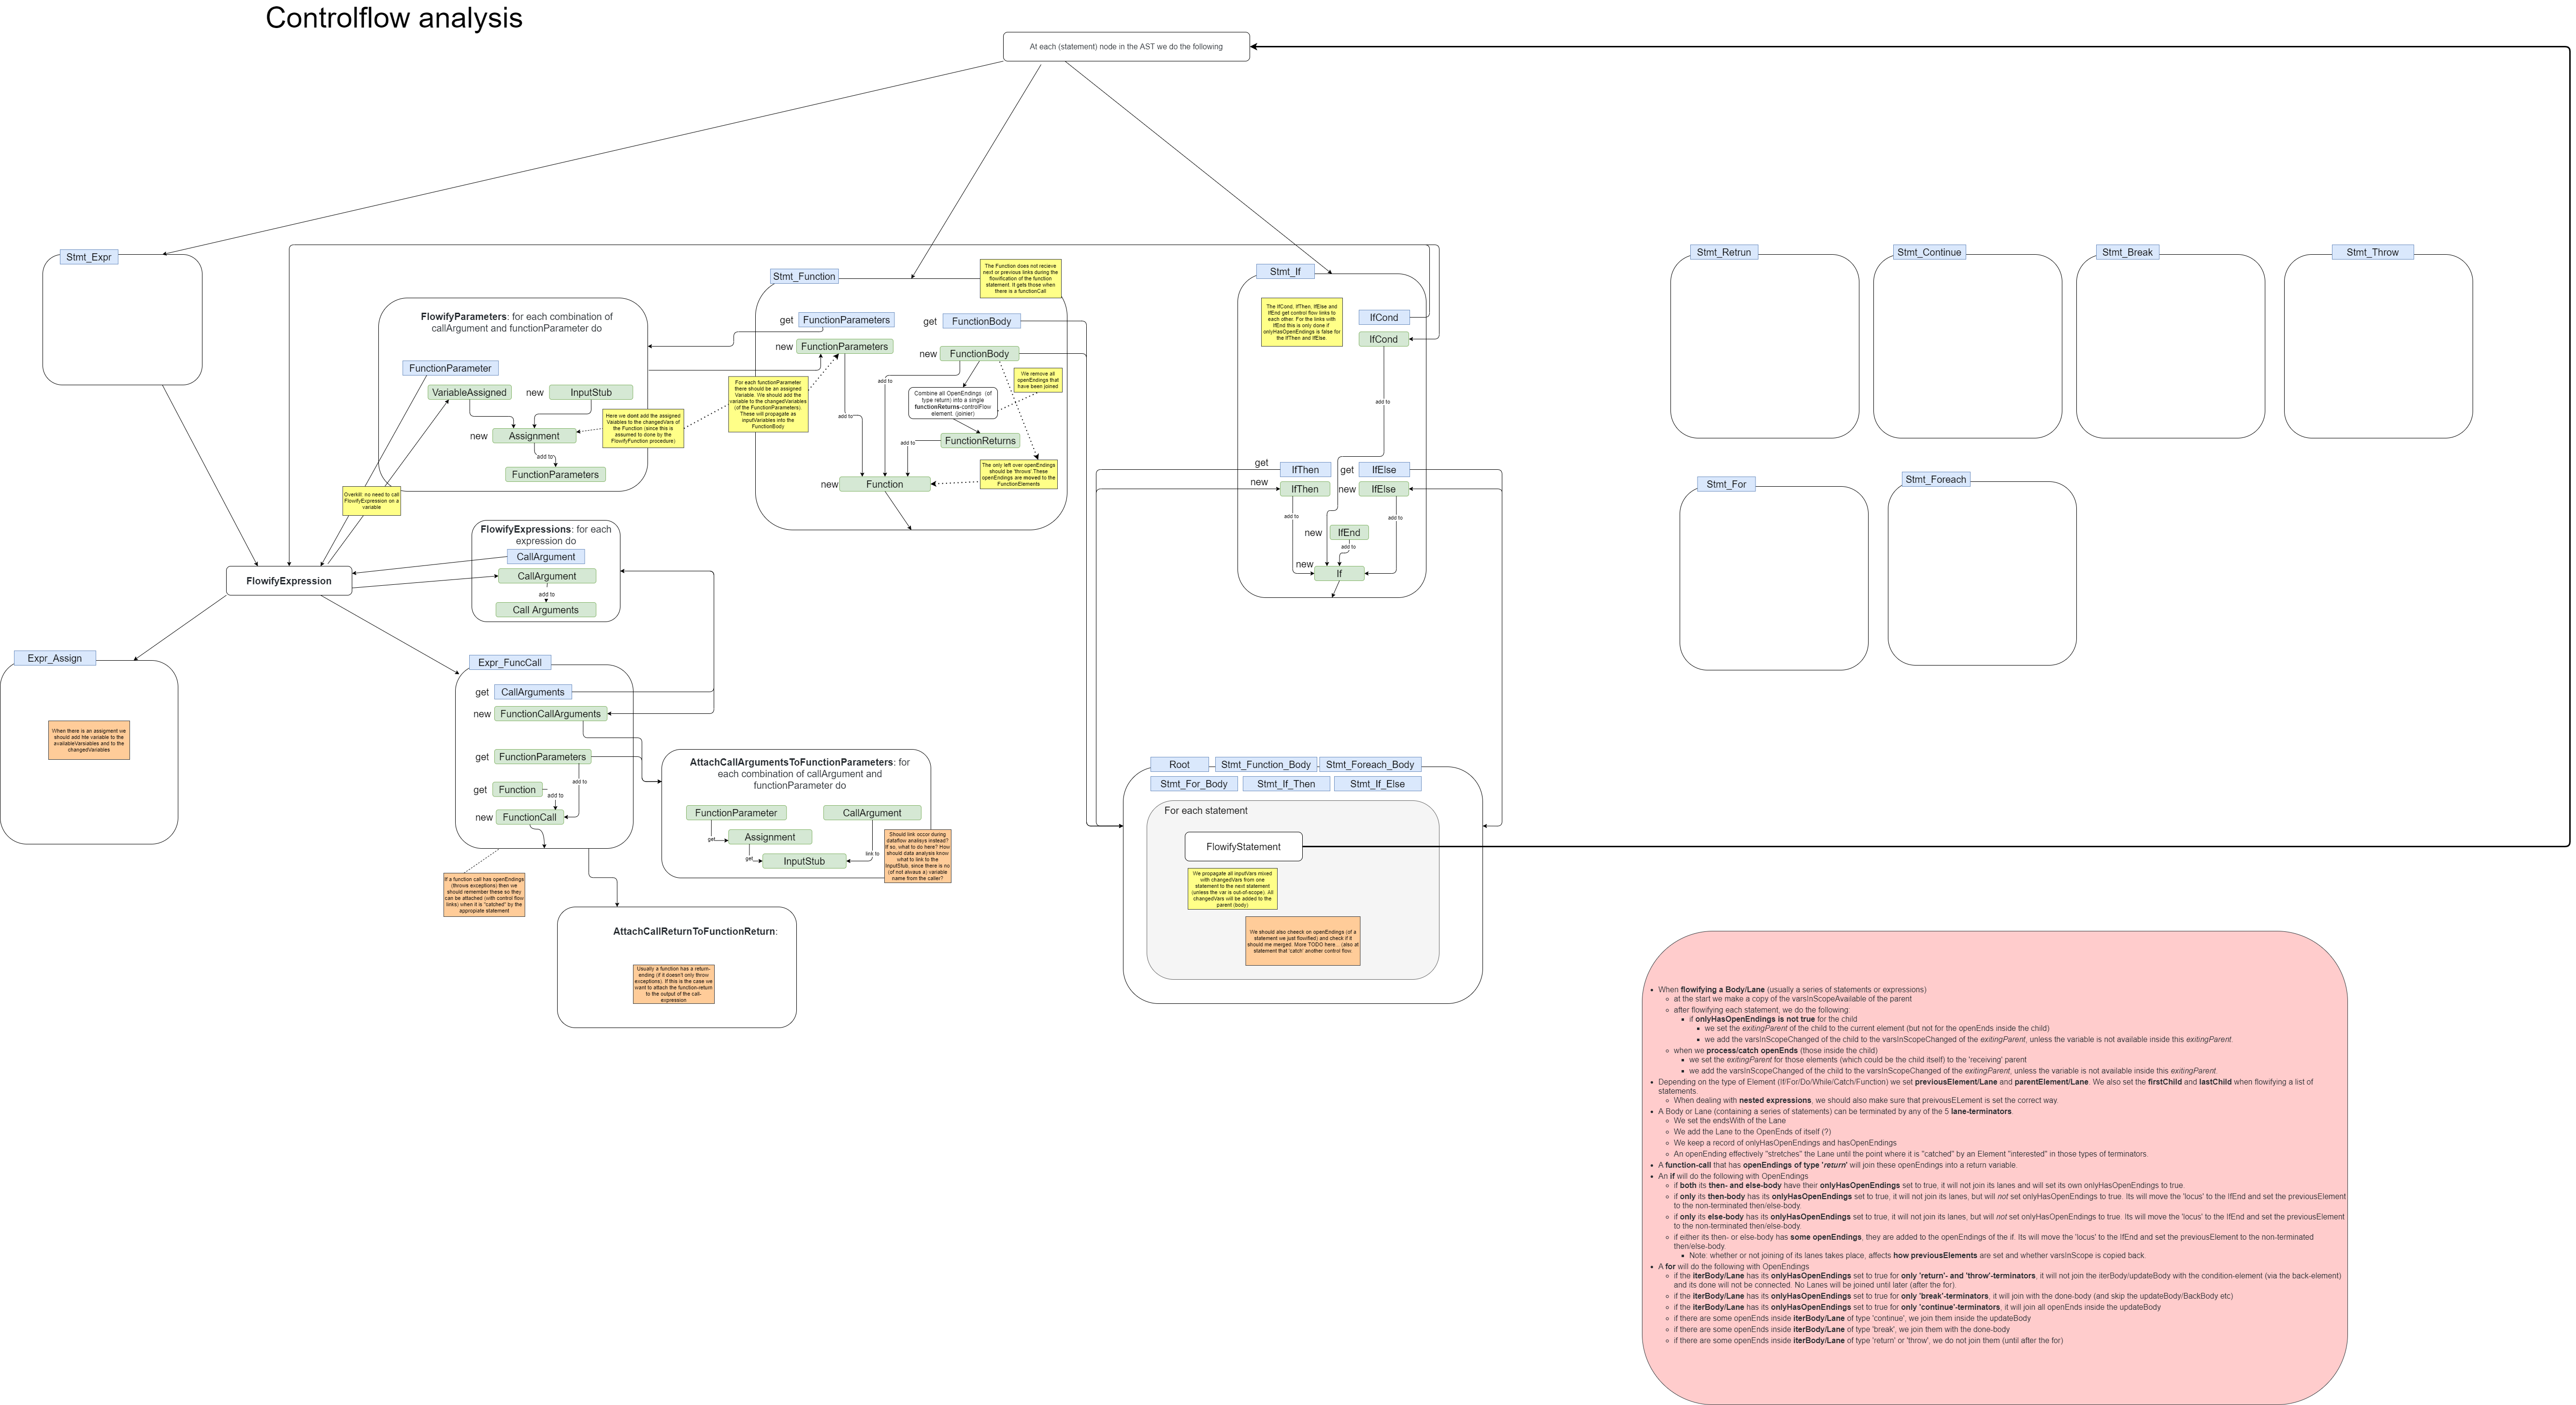 Controlflow analysis
At each (statement) node in the AST we do the following
Stmt_Expr
FlowifyParameters: for each combination of
callArgument and functionParameter do
FunctionParameter
VariableAssigned
new
InputStub
new
Assignment
add to
FunctionParameters
Here we dont add the assigned
Vaiables to the changedVars of
the Function (since this is
assumed to done by the
FlowifyFunction procedure)
Overkill: no need to call
FlowifyExpression on a
variable
Stmt_Function
The Function does not recieve
next or previous links during the
flowification of the function
statement. It gets those when
there is a functionCall
get
FunctionParameters
get
FunctionBody
new
FunctionParameters
new
FunctionBody
For each functionParameter
there should be an assigned
Variable. We should add the
variable to the changedVariables
(of the FunctionParameters).
These will propagate as
inputVariables into the
FunctionBody
We remove all
openEndings that
have been joined
add to
add to
Combine all OpenEndings (of
type return) into a single
functionReturns-controlFlow
element. (joinier)
FunctionReturns
add to
The only left over openEndings
should be 'throws'.These
openEndings are moved to the
FunctionElements
new
Function
Stmt_If
The IfCond. IfThen. IfElse and
IfEnd get control flow links to
each other. For the links with
IfEnd this is only done if
onlyHasOpenEndings is false for
the IfThen and IfElse.
IfCond
IfCond
add to
get
IfThen
get
IfElse
new
IfThen
new
IfElse
add to
add to
new
IfEnd
add to
new
If
Stmt_Retrun
Stmt_Continue
Stmt_Break
Stmt_Throw
Stmt_For
Stmt_Foreach
FlowifyExpression
FlowifyExpressions: for each
expression do
CallArgument
CallArgument
add to
Call Arguments
Expr_Assign
When there is an assigment we
should add hte variable to the
availableVarsiables and to the
changedVariables
Expr_FuncCall
get
CallArguments
new
FunctionCallArguments
get
FunctionParameters
add to
get
Function
add to
new
FunctionCall
If a function call has openEndings
(throws exceptions) then we
should remember these so they
can be attached (with control flow
links) when it is "catched" by the
appropiate statement
AttachCallArgumentsToFunctionParameters: for
each combination of callArgument and
functionParameter do
FunctionParameter
CallArgument
get
Assignment
get
InputStub
link to
Should link occor during
dataflow analisys instead?
If so, what to do here? How
should data analysis know
what to link to the
InputStub, since there is no
(of not alvaus a) variable
name from the caller?
AttachCallReturnToFunctionReturn:
Usually a function has a return-
ending (if it doesn't only throw
exceptions). If this is the case we
want to attach the function-return
to the output of the call-
expression
Root
Stmt_Function_Body
Stmt_Foreach_Body
Stmt_For_Body
Stmt_If_Then
Stmt_If_Else
For each statement
FlowifyStatement
We propagate all inputVars mixed
with changedVars from one
statement to the next statement
(unless the var is out-of-scope). All
changedVars will be added to the
parent (body)
We should also cheeck on openEndings (of a
statement we just flowified) and check if it
should me merged. More TODO here... (also at
statement that 'catch' another control flow.
When flowifying a Body/Lane (usually a series of statements or expressions)
at the start we make a copy of the varsInScopeAvailable of the parent
after flowifying each statement, we do the following:
if onlyHasOpenEndings is not true for the child
we set the exitingParent of the child to the current element (but not for the openEnds inside the child)
we add the varsInScopeChanged of the child to the varsInScopeChanged of the exitingParent, unless the variable is not available inside this exitingParent.
when we process/catch openEnds (those inside the child)
we set the exitingParent for those elements (which could be the child itself) to the 'receiving' parent
we add the varsInScopeChanged of the child to the varsInScopeChanged of the exitingParent, unless the variable is not available inside this exitingParent.
Depending on the type of Element (If/For/Do/While/Catch/Function) we set previousElement/Lane and parentElement/Lane. We also set the firstChild and lastChild when flowifying a list of
statements.
When dealing with nested expressions, we should also make sure that preivousELement is set the correct way.
A Body or Lane (containing a series of statements) can be terminated by any of the 5 lane-terminators.
We set the endsWith of the Lane
We add the Lane to the OpenEnds of itself (?)
We keep a record of onlyHasOpenEndings and hasOpenEndings
An openEnding effectively "stretches" the Lane until the point where it is "catched" by an Element "interested" in those types of terminators.
A function-call that has openEndings of type 'return' will join these openEndings into a return variable.
An if will do the following with OpenEndings
if both its then- and else-body have their onlyHasOpenEndings set to true, it will not join its lanes and will set its own onlyHasOpenEndings to true.
if only its then-body has its onlyHasOpenEndings set to true, it will not join its lanes, but will not set onlyHasOpenEndings to true. Its will move the 'locus' to the IfEnd and set the previousElement
to the non-terminated then/else-body.
if only its else-body has its onlyHasOpenEndings set to true, it will not join its lanes, but will not set onlyHasOpenEndings to true. Its will move the 'locus' to the IfEnd and set the previousElement
to the non-terminated then/else-body.
if either its then- or else-body has some openEndings, they are added to the openEndings of the if. Its will move the 'locus' to the IfEnd and set the previousElement to the non-terminated
then/else-body.
Note: whether or not joining of its lanes takes place, affects how previousElements are set and whether varsInScope is copied back.
A for will do the following with OpenEndings
if the iterBody/Lane has its onlyHasOpenEndings set to true for only 'return'- and 'throw'-terminators, it will not join the iterBody/updateBody with the condition-element (via the back-element)
and its done will not be connected. No Lanes will be joined until later (after the for).
if the iterBody/Lane has its onlyHasOpenEndings set to true for only 'break'-terminators, it will join with the done-body (and skip the updateBody/BackBody etc)
if the iterBody/Lane has its onlyHasOpenEndings set to true for only 'continue'-terminators, it will join all openEnds inside the updateBody
if there are some openEnds inside iterBody/Lane of type 'continue', we join them inside the updateBody
if there are some openEnds inside iterBody/Lane of type 'break', we join them with the done-body
if there are some openEnds inside iterBody/Lane of type 'return' or 'throw', we do not join them (until after the for)